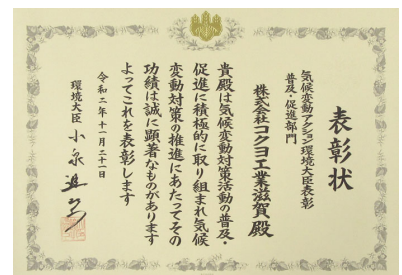 表彰状
気候変動アクション環境大臣表彰
普及・促進部門
株式会社コクヨ工業滋賀殿
貴殿は気候変動対策活動の普及・
促進に積極的に取り組まれ気候
変動対策の推進にあたってその
功績は誠に顕著なものがあります
よってこれを表彰します
令和二年十一月二十一日
環境大臣 小泉進次郎